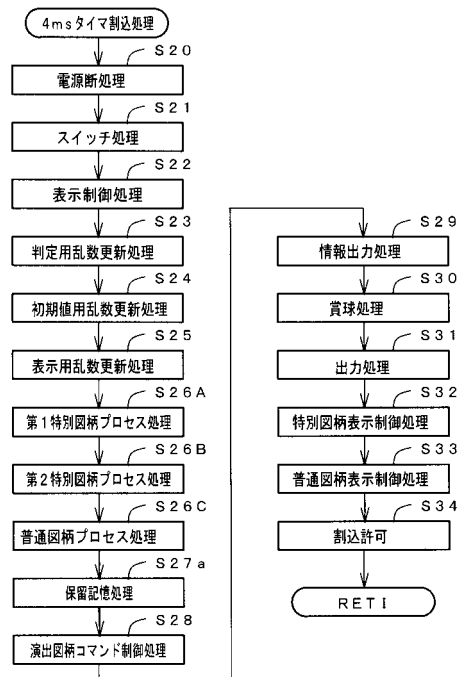 4msタイマ割込処理
S20
電源断処理
S21
スイッチ処理
S22
表示制御処理
S23
判定用乱数更新処理
S24
初期値用乱数更新処理
S25
表示用乱数更新処理
S26A
第1特別図柄プロセス処理
S26B
第2特別図柄プロセス処理
S26C
普通図柄プロセス処理
S27a
保留記憶処理
S28
演出図柄コマンド制御処理
S29
情報出力処理
S30
賞球処理
S31
出力処理
S32
特別図柄表示制御処理
S33
普通図柄表示制御処理
S34
割込許可
RETI